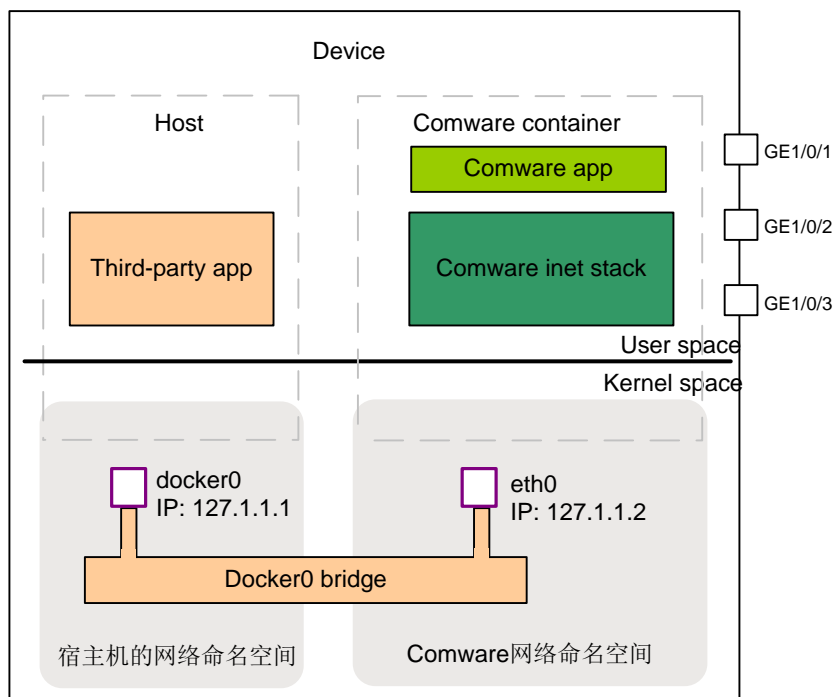 Device
Host
Comware container
Comware app
GE1/0/1
GE1/0/2
Third-party app
Comware inet stack
GE1/0/3
User space
Kernel space
docker0
IP: 127.1.1.1
eth0
IP: 127.1.1.2
Docker0 bridge
宿主机的网络命名空间
Comware网络命名空间